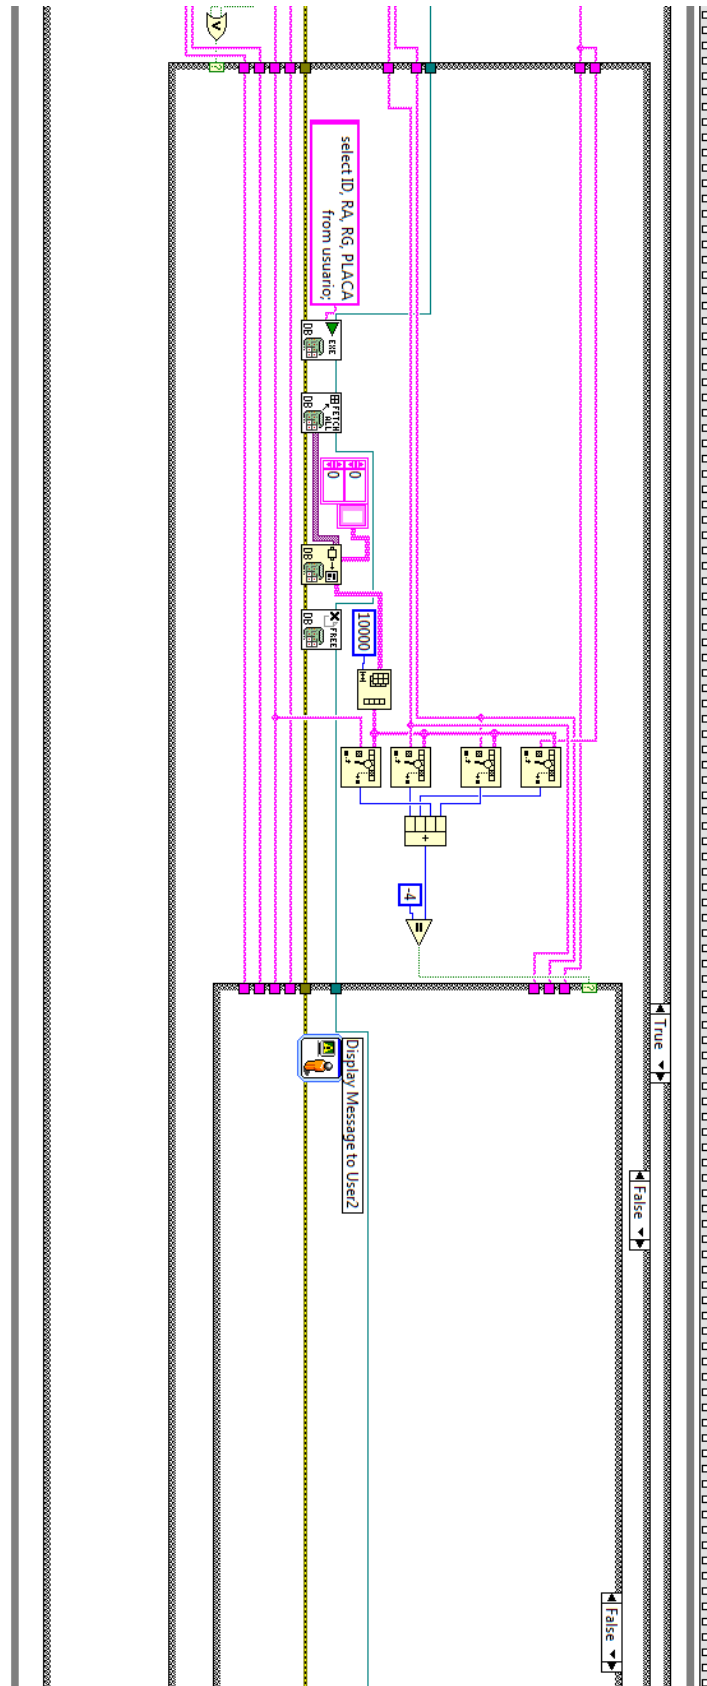 True
False
False
select ID, RA, RG, PLACA
from usuario;
EXE
DB
FETCH
ALL
DB
0
0
DB
FREE
DB
10000
+
-4
=
?
?
V
Display Message to User2
A